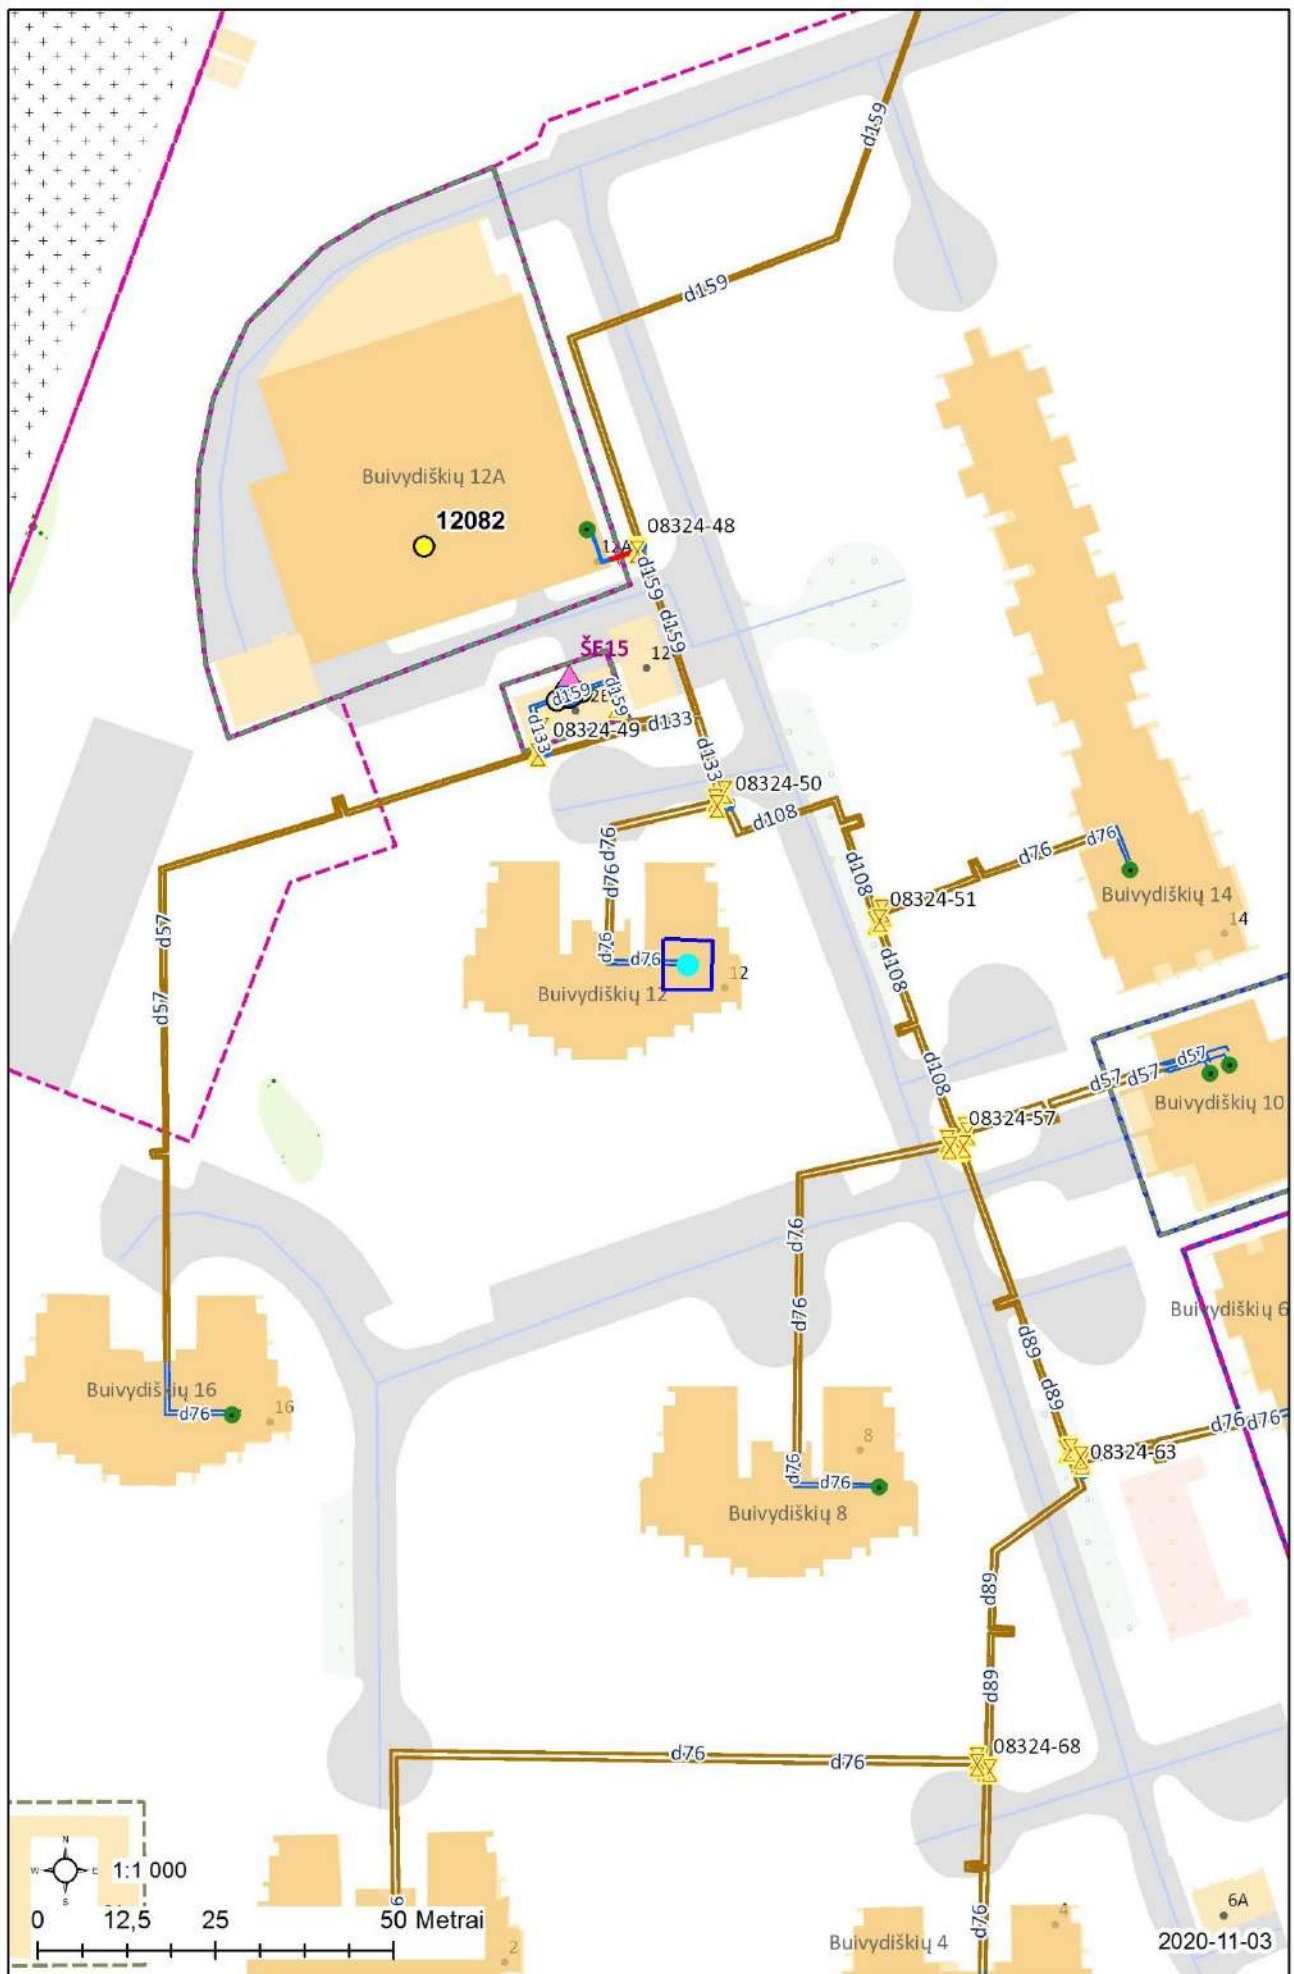 d159
d159
Buivydiškių 12A
12082
08324-48
12A
d159
d159
ŠE15
12
d159
d159
d133
08324-49
d133
d133
08324-50
d108
d76
d76
d76
d76
d108
d76
d76
08324-51
Buivydiškių 14
14
d57
d57
d108
12
Buivydiškių 12
d108
d57
d57
d57
08324-57
Buivydiškių 10
d76
d76
Buivydiškių 6
d89
d89
Buivydiškių 16
d76
16
8
d76
d76
08324-63
d76
d76
Buivydiškių 8
d89
d89
d76
d76
08324-68
N
W
E
S
1:1 000
0 12,5 25 50 Metrai
6
2
4
Buivydiškių 4
d76
6A
2020-11-03